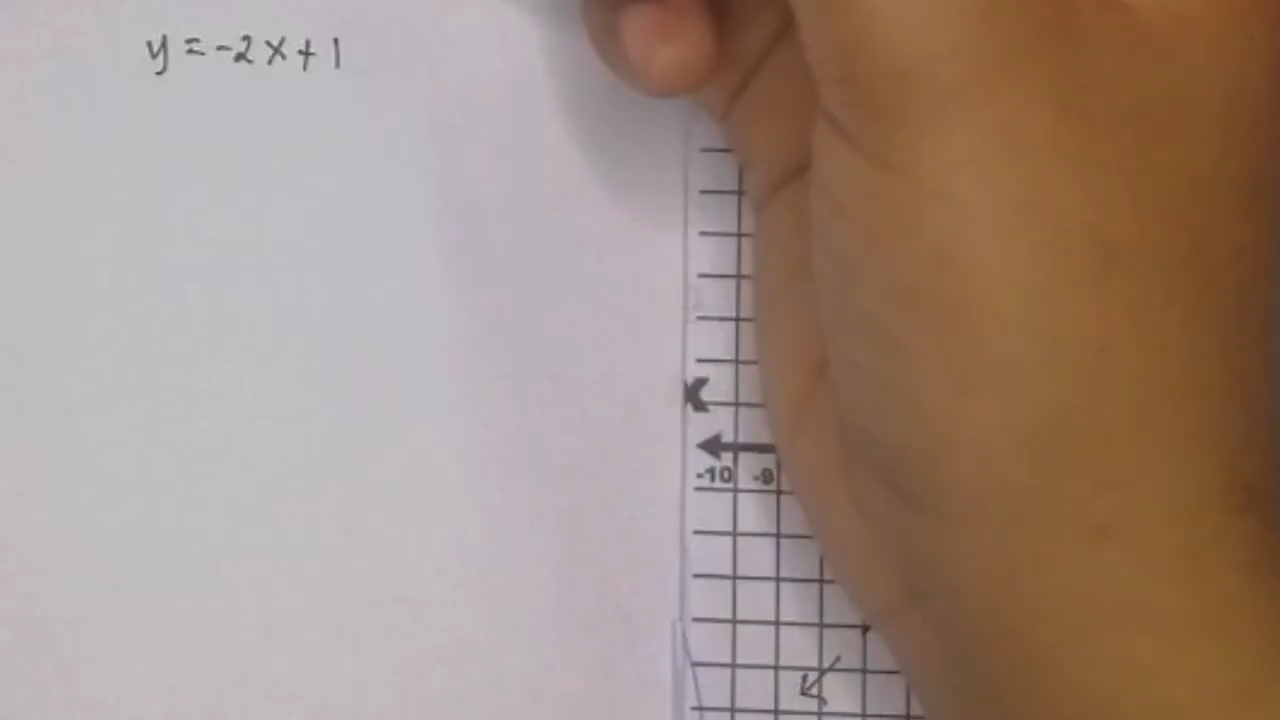 y = -2x + 1
-10 -9